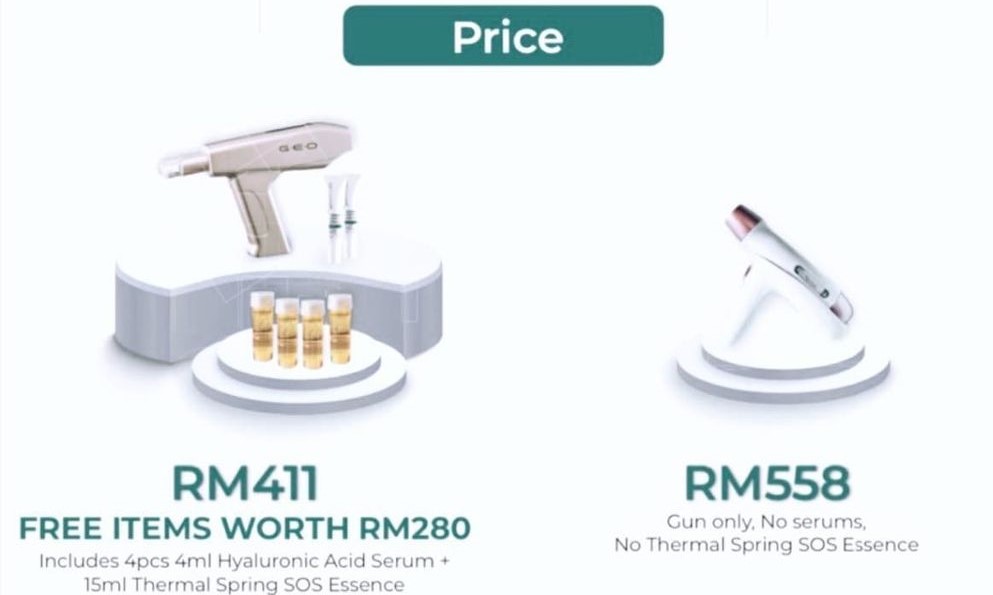 Price
GEO
RM411
FREE ITEMS WORTH RM280
Includes 4pcs 4ml Hyaluronic Acid Serum +
15ml Thermal Spring SOS Essence
RM558
Gun only, No serums,
No Thermal Spring SOS Essence